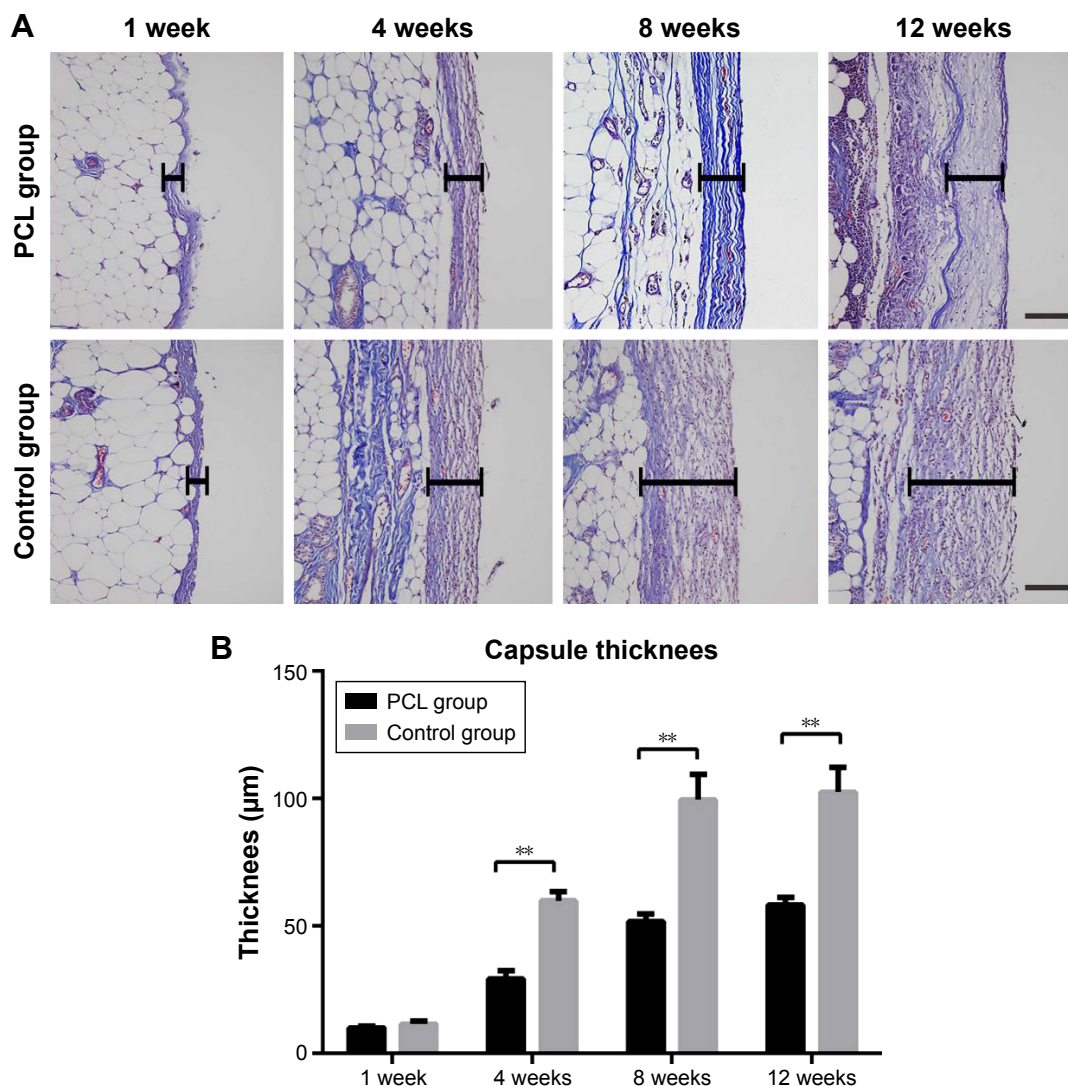 A
1 week
4 weeks
8 weeks
12 weeks
PCL group
Control group
B
Capsule thicknees
Thicknees (µm)
150
100
50
0
PCL group
Control group
**
**
**
1 week
4 weeks
8 weeks
12 weeks